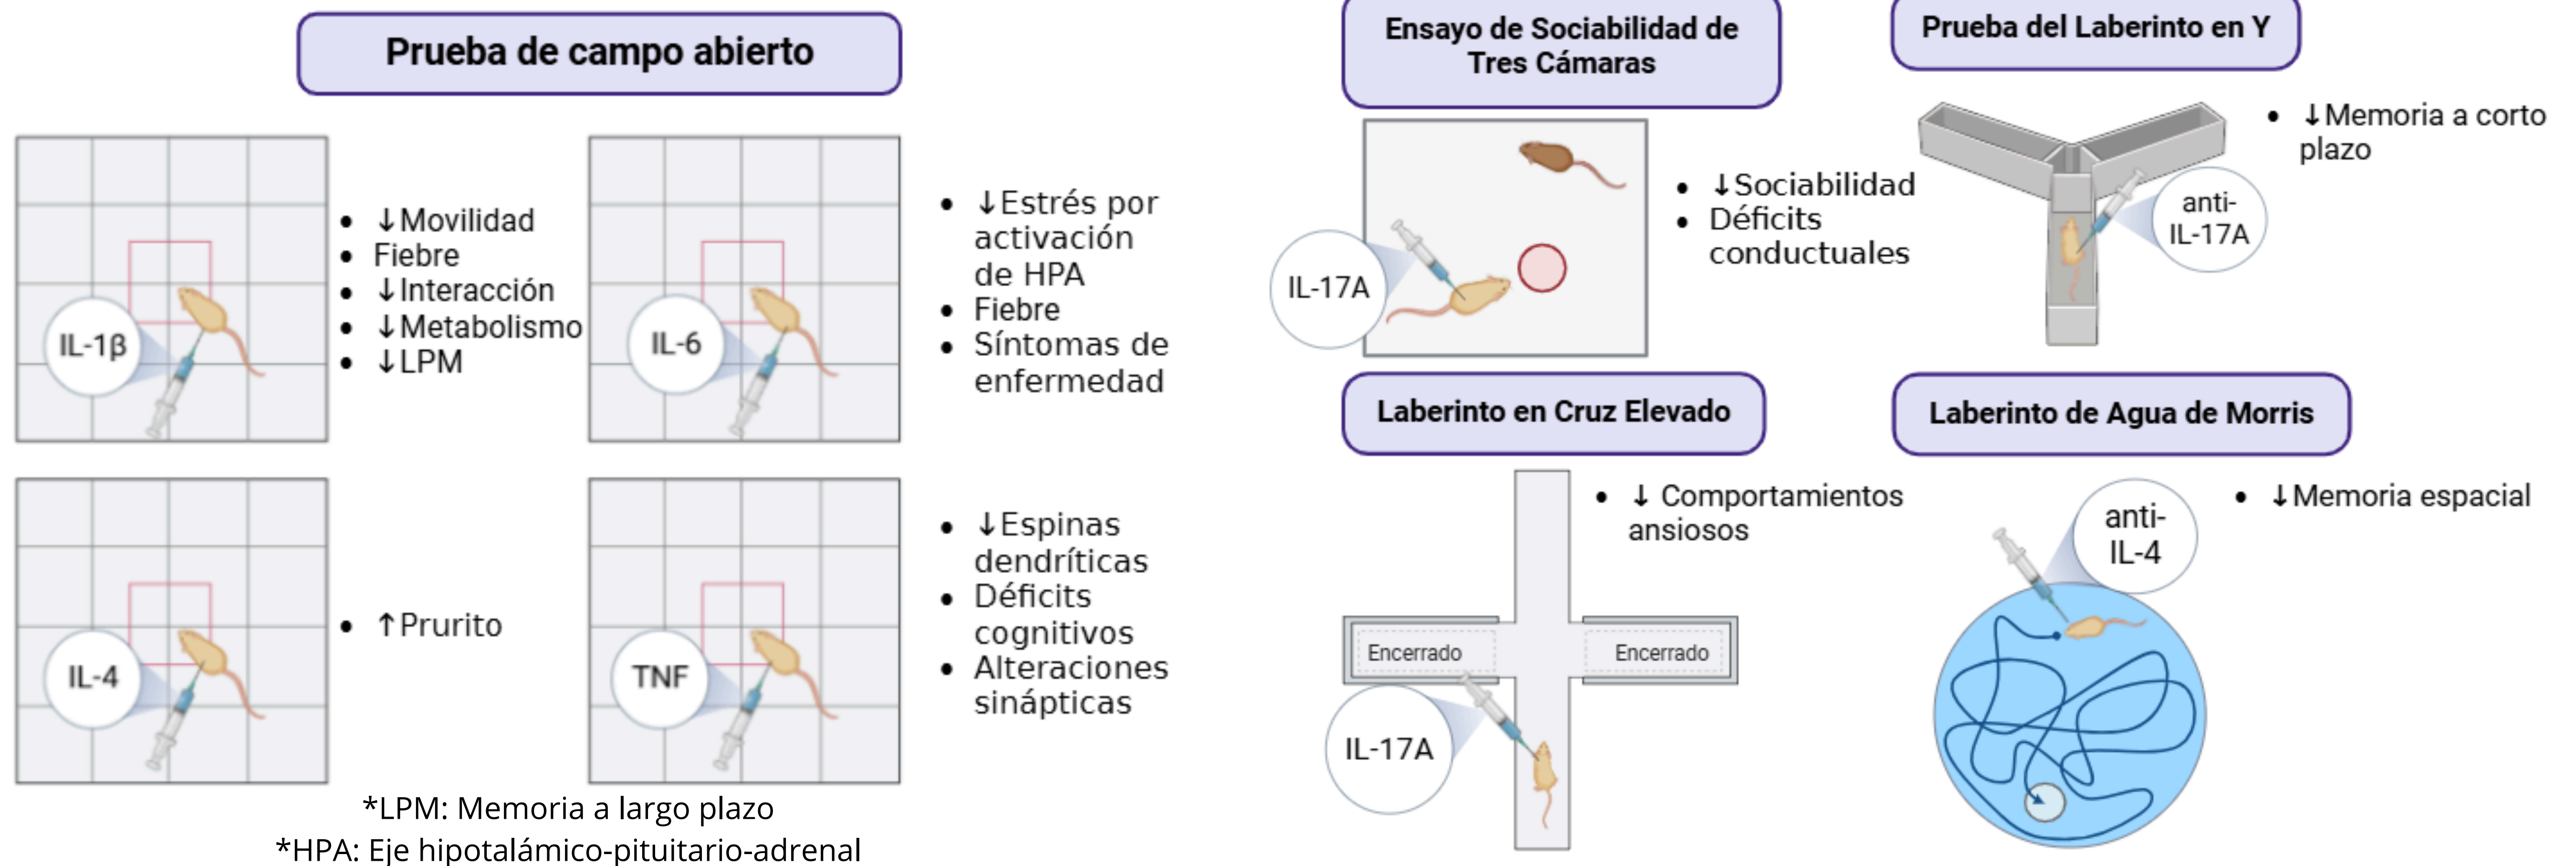 Prueba de campo abierto
IL-1β
• ↓Movilidad
• Fiebre
• ↓Interacción
• ↓Metabolismo
• ↓LPM
IL-6
• ↓Estrés por
activación
de HPA
• Fiebre
• Síntomas de
enfermedad
IL-4
• ↑Prurito
TNF
• ↓Espinas
dendríticas
• Déficits
cognitivos
• Alteraciones
sinápticas
*LPM: Memoria a largo plazo
*HPA: Eje hipotalámico-pituitario-adrenal
Ensayo de Sociabilidad de
Tres Cámaras
IL-17A
• ↓Sociabilidad
• Déficits
conductuales
Prueba del Laberinto en Y
• ↓Memoria a corto
plazo
anti-
IL-17A
Laberinto en Cruz Elevado
• ↓ Comportamientos
ansiosos
Encerrado
Encerrado
IL-17A
Laberinto de Agua de Morris
anti-
IL-4
• ↓Memoria espacial